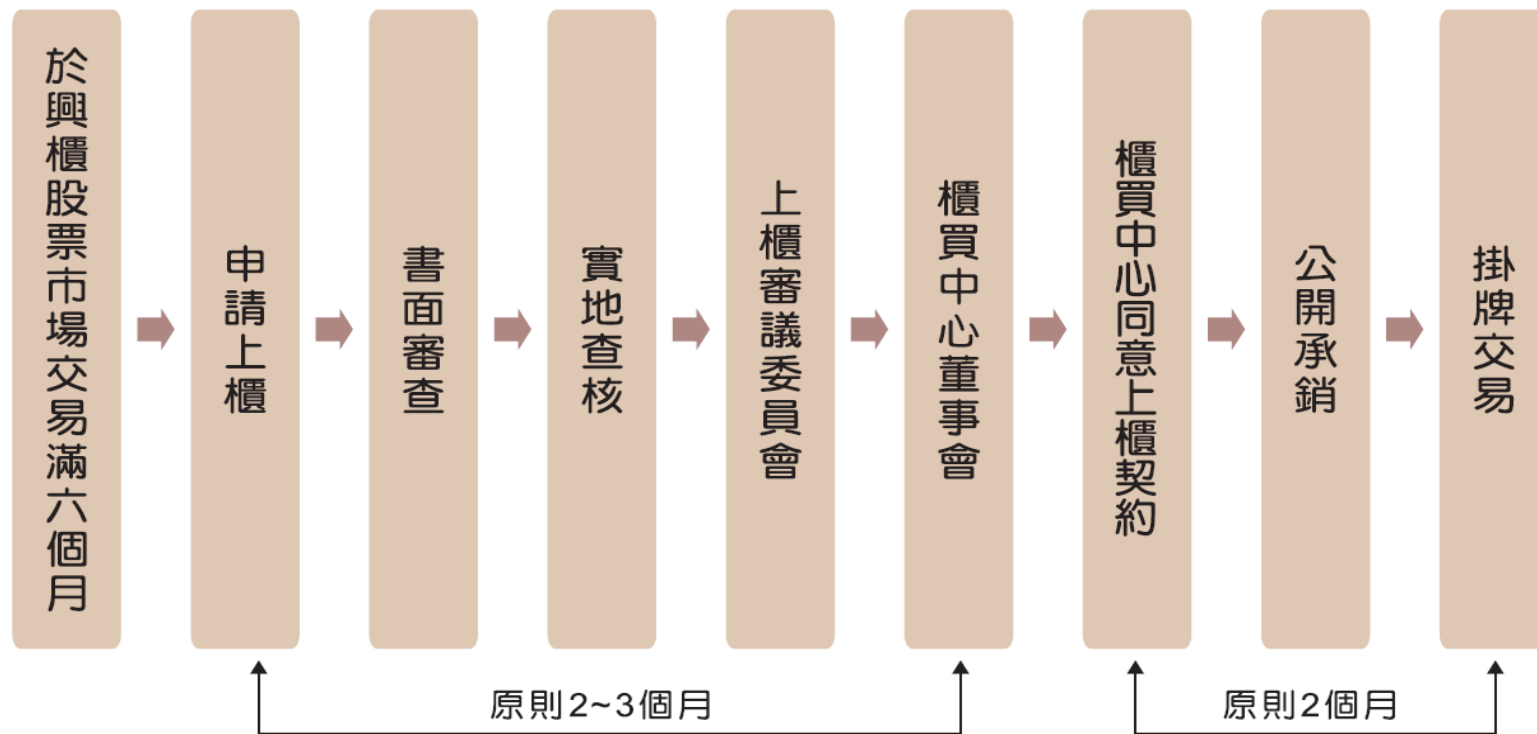 於興櫃股票市場交易滿六個月
申請上櫃
書面審查
實地查核
上櫃審議委員會
櫃買中心董事會
櫃買中心同意上櫃契約
公開承銷
掛牌交易
原則2~3個月
原則2個月